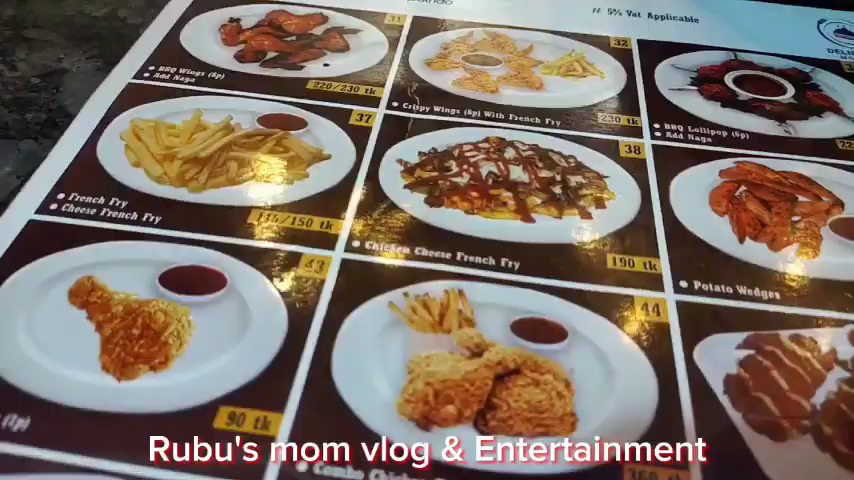 # 5% Vat Applicable
31
BBQ Wings (6p)
Add Naga
220/230 tk
32
Crispy Wings (6p) With French Fry
230 tk
BBQ Lollipop (6p)
Add Naga
37
French Fry
Cheese French Fry
150 tk
38
Chicken Cheese French Fry
190 tk
Potato Wedges
43
(1p)
90 tk
44
Combo
Rubu's mom vlog & Entertainment